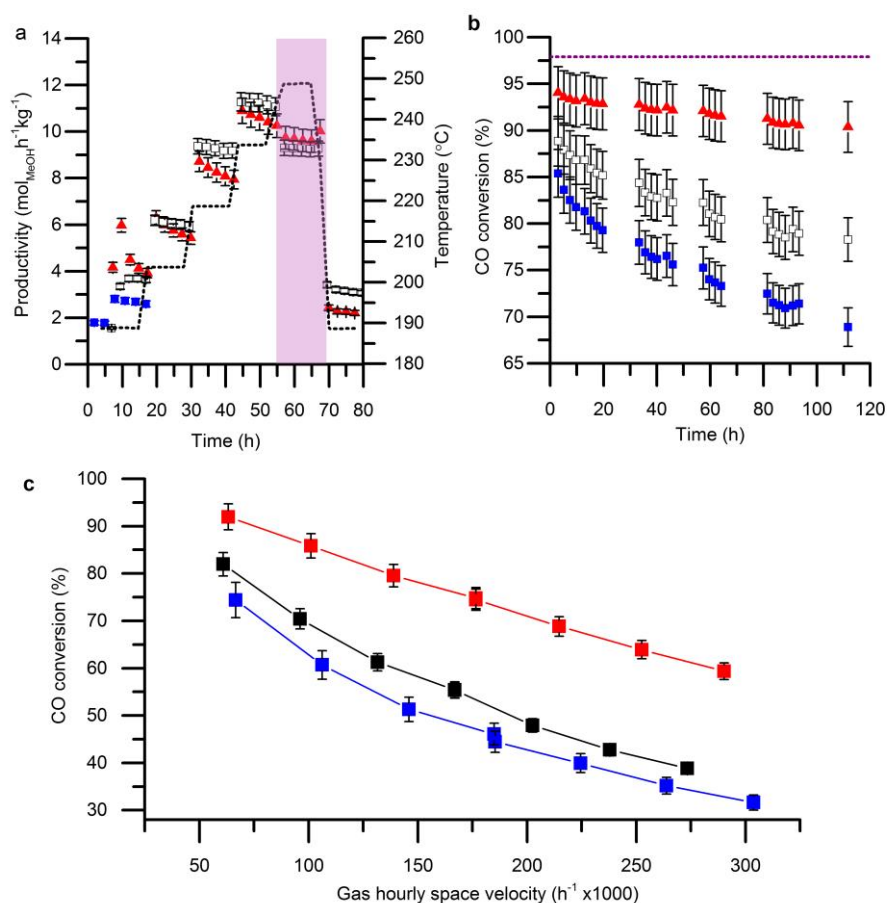 a
14
12
10
8
6
4
2
0
Productivity (mol_MeOH h⁻¹kg⁻¹)
0 10 20 30 40 50 60 70 80
Time (h)
260
250
240
230
220
210
200
190
180
Temperature (°C)
b
100
95
90
85
80
75
70
65
CO conversion (%)
0 20 40 60 80 100 120
Time (h)
c
100
90
80
70
60
50
40
30
CO conversion (%)
50 100 150 200 250 300
Gas hourly space velocity (h⁻¹ x1000)